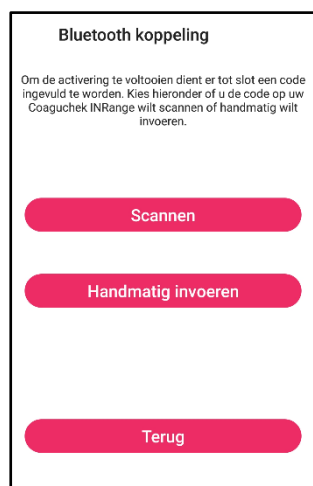 Bluetooth koppeling
Om de activering te voltooien dient er tot slot een code
ingevuld te worden. Kies hieronder of u de code op uw
Coaguchek INRange wilt scannen of handmatig wilt
invoeren.
Scannen
Handmatig invoeren
Terug